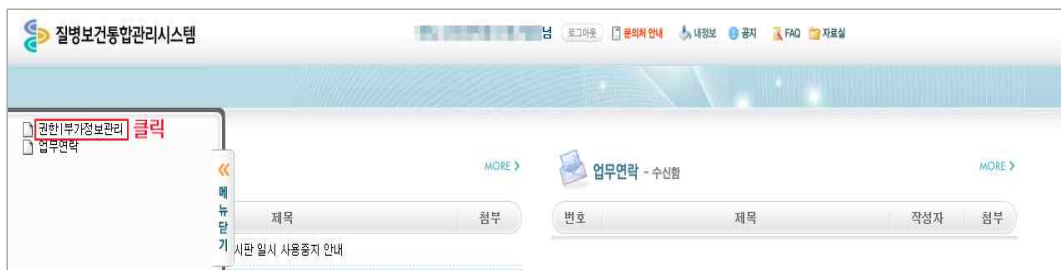 질병보건통합관리시스템
님 로그아웃 문의처 안내 내정보 공지 FAQ 자료실
권한|부가정보관리 클릭
업무연락
MORE
업무연락 - 수신함
MORE
메뉴닫기
제목 첨부
번호 제목 작성자 첨부
시판 일시 사용중지 안내